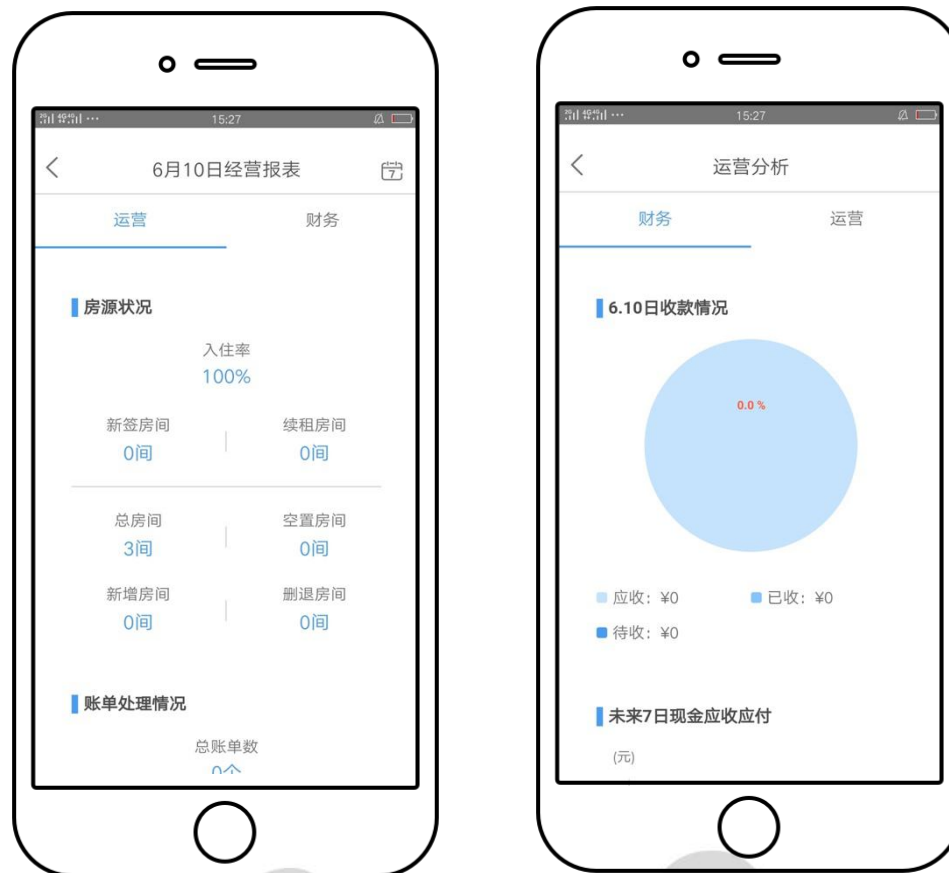 15:27
6月10日经营报表
7
运营 财务
房源状况
入住率
100%
新签房间 续租房间
0间 0间
总房间 空置房间
3间 0间
新增房间 删退房间
0间 0间
账单处理情况
总账单数
0个
15:27
运营分析
财务 运营
6.10日收款情况
0.0 %
应收: ¥0 已收: ¥0
待收: ¥0
未来7日现金应收应付
(元)